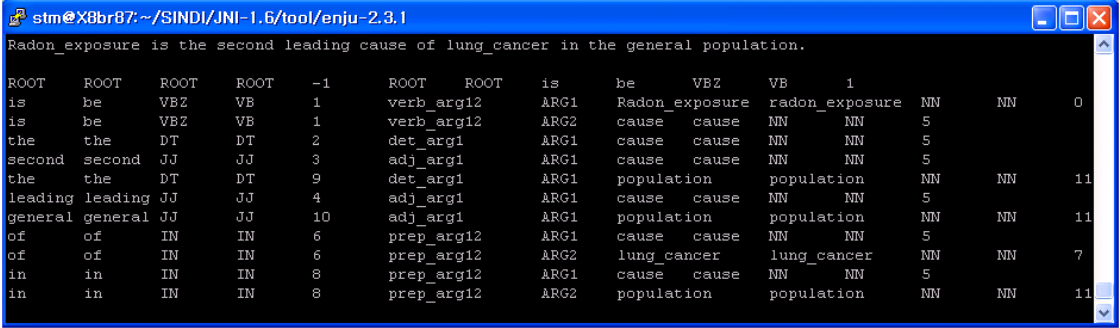 stm@X8br87:~/SINDI/JNI-1.6/tool/enju-2.3.1
Radon_exposure is the second leading cause of lung_cancer in the general population.
ROOT ROOT ROOT ROOT -1 ROOT ROOT is be VBZ VB 1
is be VBZ VB 1 verb_arg12 ARG1 Radon_exposure radon_exposure NN NN 0
is be VBZ VB 1 verb_arg12 ARG2 cause cause NN NN 5
the the DT DT 2 det_arg1 ARG1 cause cause NN NN 5
second second JJ JJ 3 adj_arg1 ARG1 cause cause NN NN 5
the the DT DT 9 det_arg1 ARG1 population population NN NN 11
leading leading JJ JJ 4 adj_arg1 ARG1 cause cause NN NN 5
general general JJ JJ 10 adj_arg1 ARG1 population population NN NN 11
of of IN IN 6 prep_arg12 ARG1 cause cause NN NN 5
of of IN IN 6 prep_arg12 ARG2 lung_cancer lung_cancer NN NN 7
in in IN IN 8 prep_arg12 ARG1 cause cause NN NN 5
in in IN IN 8 prep_arg12 ARG2 population population NN NN 11